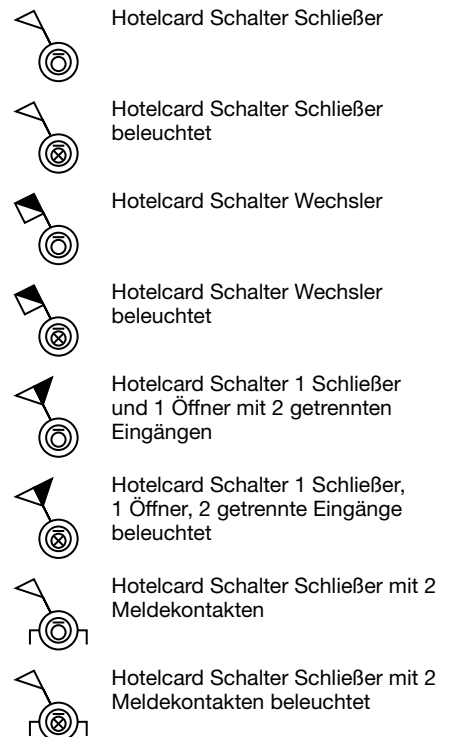 Hotelcard Schalter Schließer
Hotelcard Schalter Schließer
beleuchtet
Hotelcard Schalter Wechsler
Hotelcard Schalter Wechsler
beleuchtet
Hotelcard Schalter 1 Schließer
und 1 Öffner mit 2 getrennten
Eingängen
Hotelcard Schalter 1 Schließer,
1 Öffner, 2 getrennte Eingänge
beleuchtet
Hotelcard Schalter Schließer mit 2
Meldekontakten
Hotelcard Schalter Schließer mit 2
Meldekontakten beleuchtet